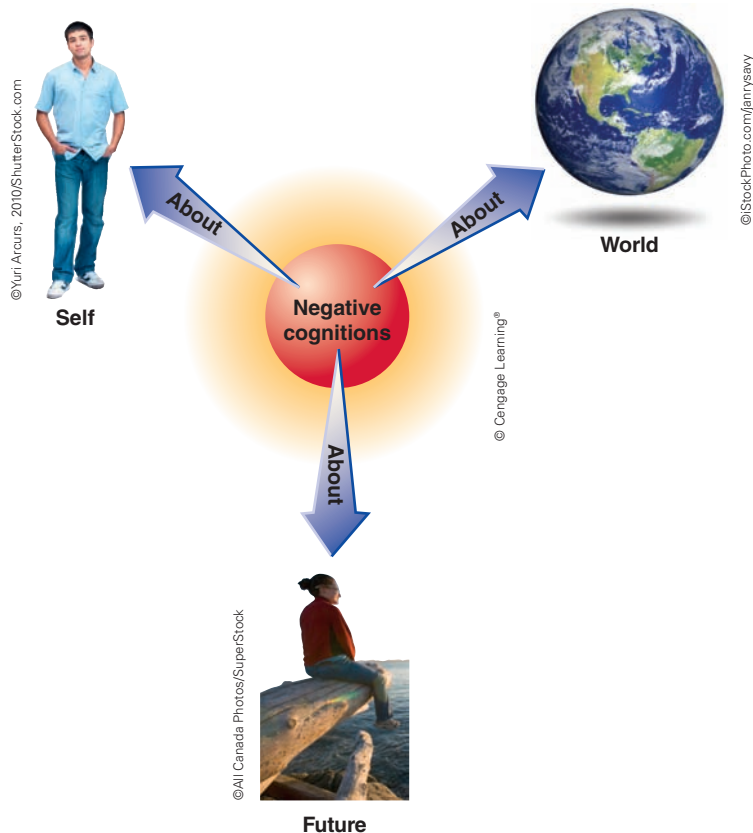 ©Yuri Arcurs, 2010/ShutterStock.com
Self
About
About
World
©iStockPhoto.com/janrysavy
Negative
cognitions
© Cengage Learning®
About
©All Canada Photos/SuperStock
Future